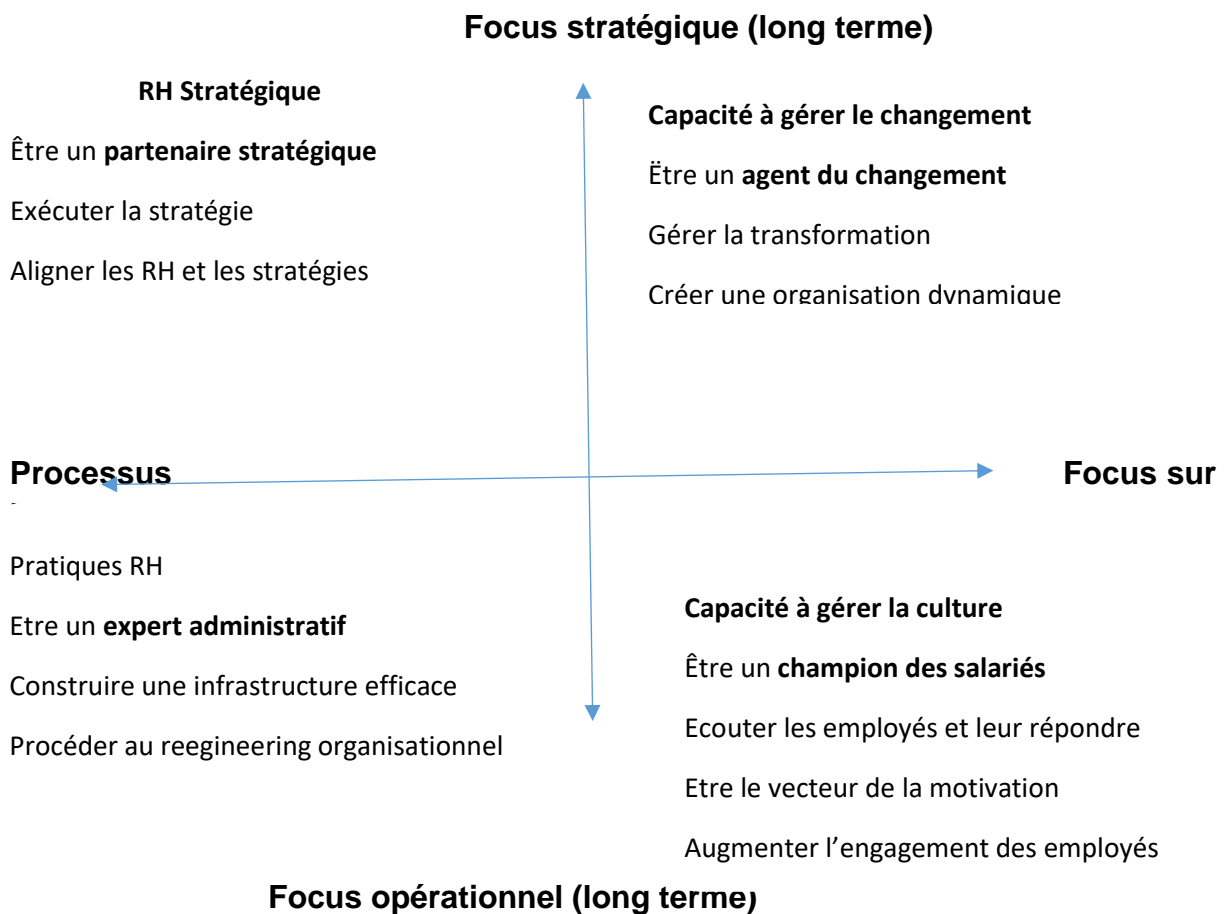 Focus stratégique (long terme)
RH Stratégique
Être un partenaire stratégique
Exécuter la stratégie
Aligner les RH et les stratégies
Capacité à gérer le changement
Ëtre un agent du changement
Gérer la transformation
Créer une organisation dynamique
Processus
Focus sur
Pratiques RH
Etre un expert administratif
Construire une infrastructure efficace
Procéder au reegineering organisationnel
Capacité à gérer la culture
Être un champion des salariés
Ecouter les employés et leur répondre
Etre le vecteur de la motivation
Augmenter l’engagement des employés
Focus opérationnel (long terme)